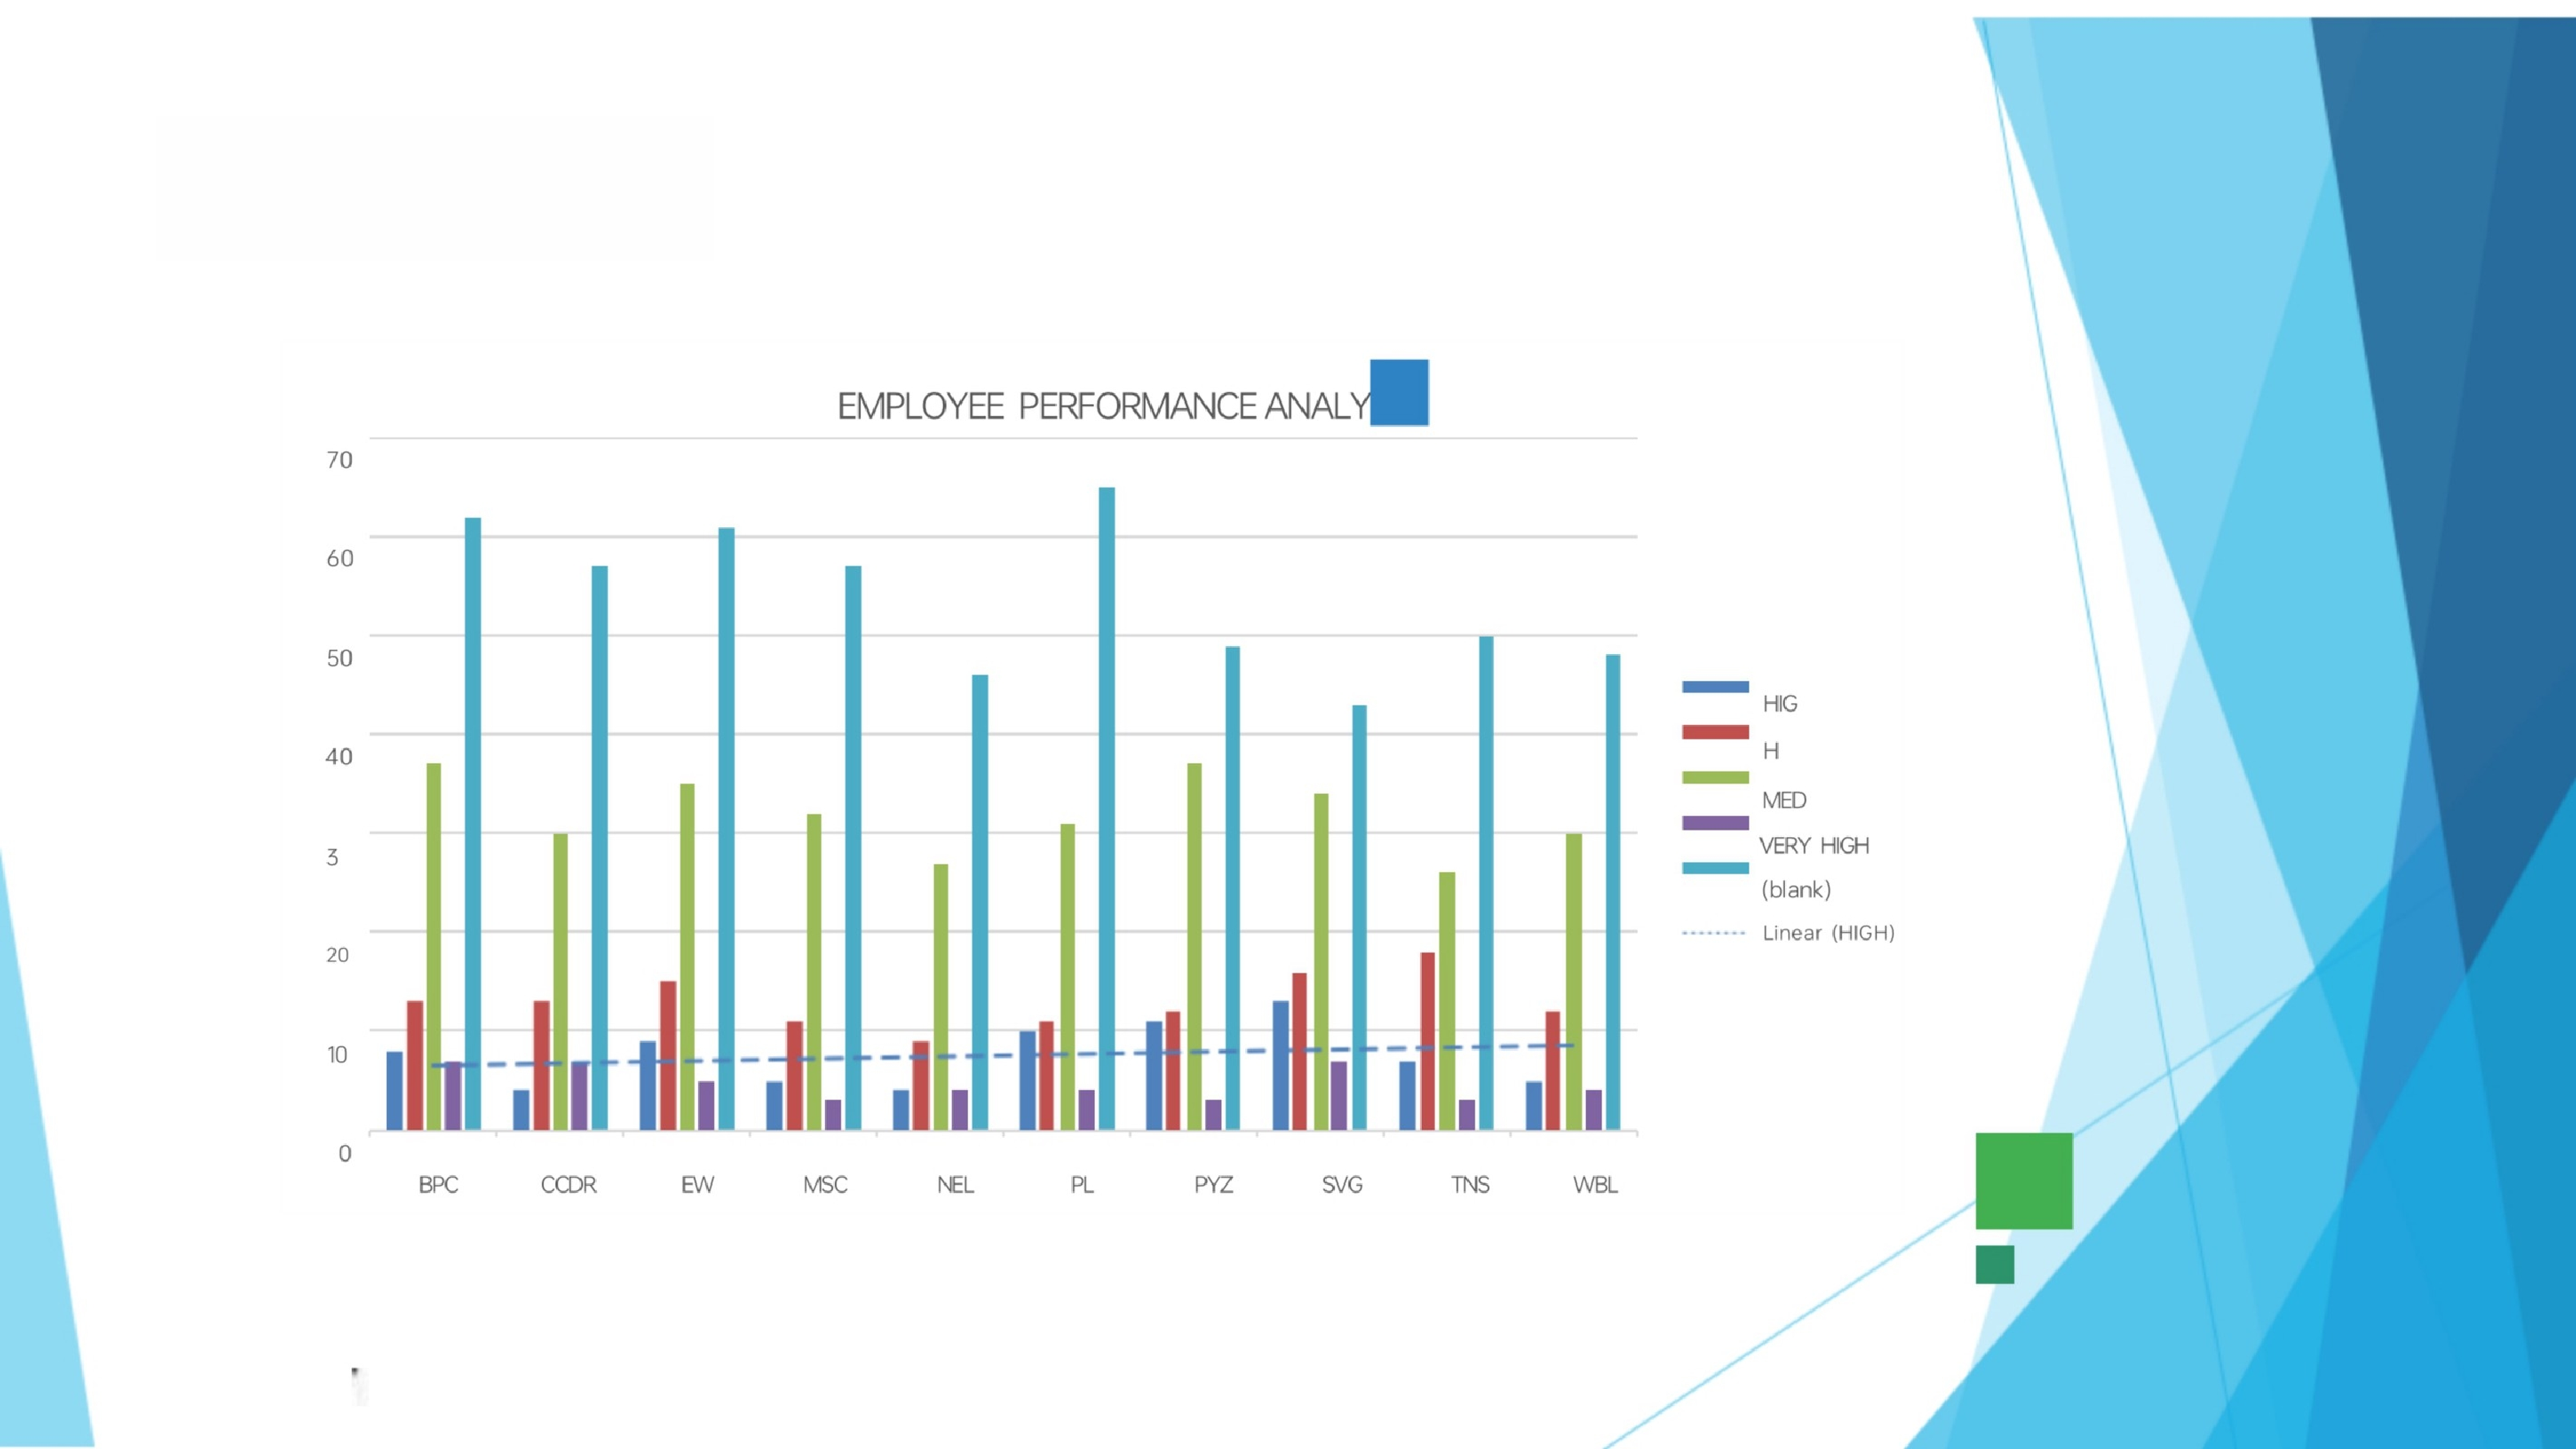 EMPLOYEE PERFORMANCE ANALY
70
60
50
40
3
20
10
0
BPC CCDR EW MSC NEL PL PYZ SVG TNS WBL
HIG
H
MED
VERY HIGH
(blank)
Linear (HIGH)